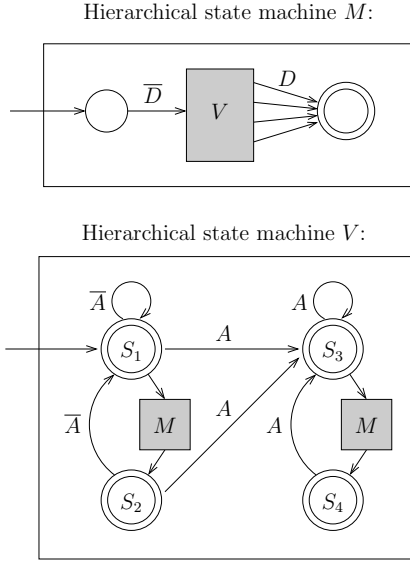 Hierarchical state machine M:
D̅
V
D
Hierarchical state machine V:
A̅
A
S₁
A
S₃
A̅
M
A
A
M
S₂
S₄